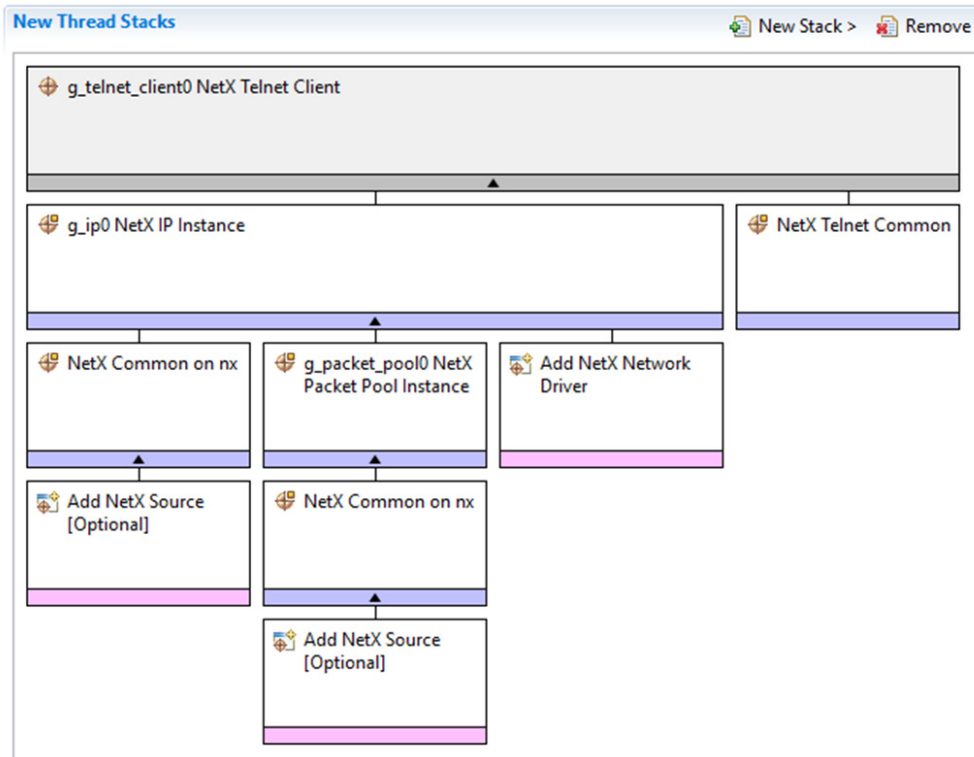 New Thread Stacks
New Stack > Remove
g_telnet_client0 NetX Telnet Client
g_ip0 NetX IP Instance
NetX Telnet Common
NetX Common on nx
g_packet_pool0 NetX
Packet Pool Instance
Add NetX Network
Driver
Add NetX Source
[Optional]
NetX Common on nx
Add NetX Source
[Optional]